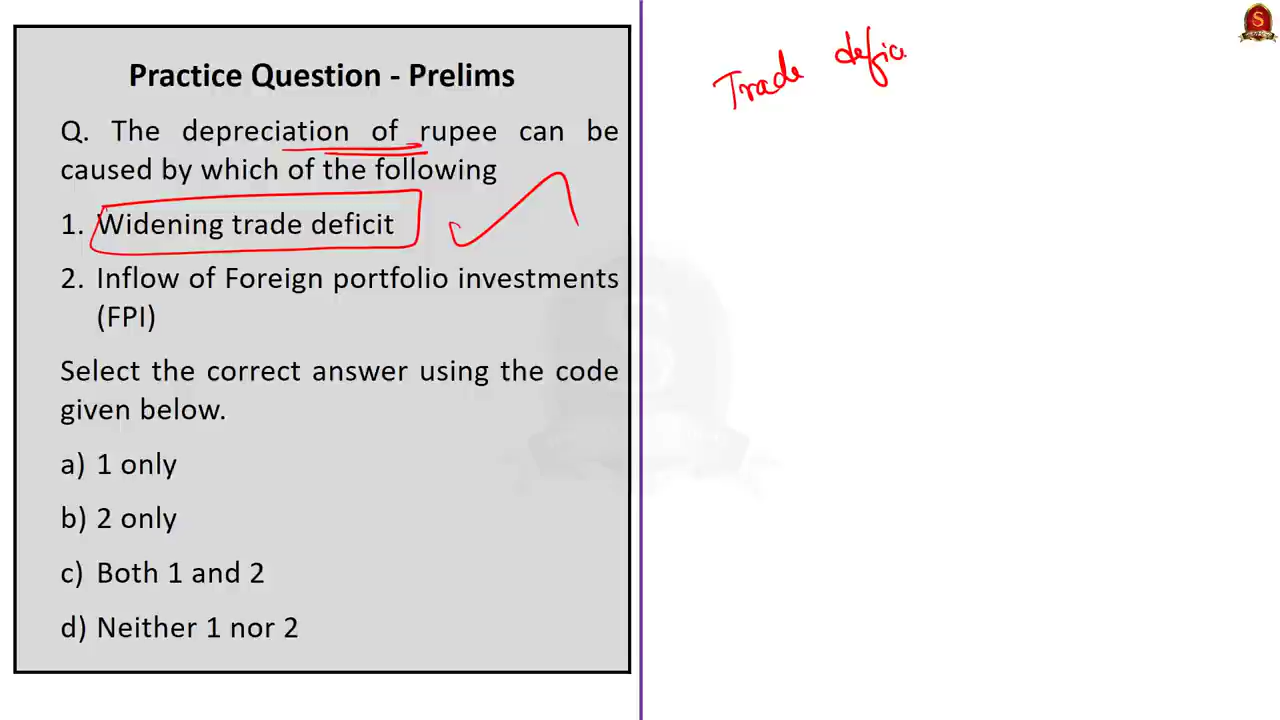 Practice Question - Prelims
Q. The depreciation of rupee can be
caused by which of the following
1. Widening trade deficit
2. Inflow of Foreign portfolio investments
(FPI)
Select the correct answer using the code
given below.
a) 1 only
b) 2 only
c) Both 1 and 2
d) Neither 1 nor 2
Trade defic
S